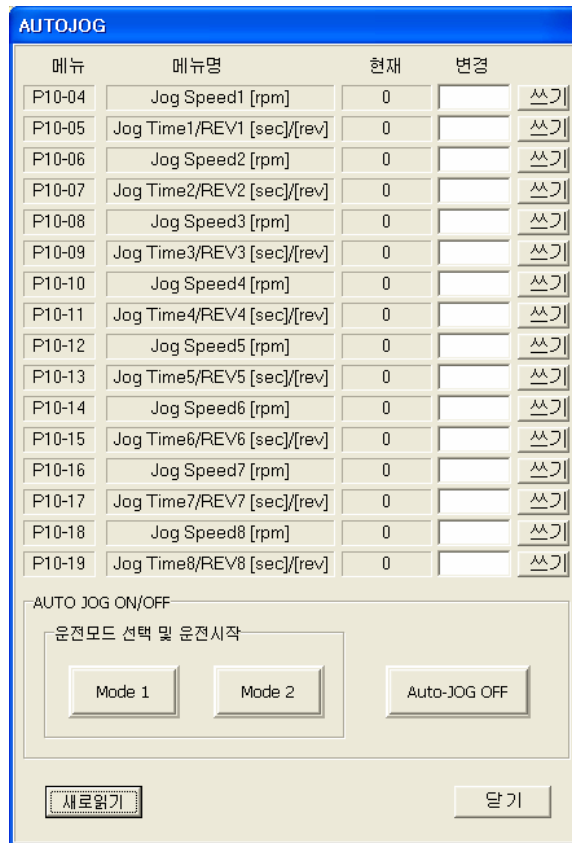 AUTOJOG
메뉴 메뉴명 현재 변경
P10-04 Jog Speed1 [rpm] 0 쓰기
P10-05 Jog Time1/REV1 [sec]/[rev] 0 쓰기
P10-06 Jog Speed2 [rpm] 0 쓰기
P10-07 Jog Time2/REV2 [sec]/[rev] 0 쓰기
P10-08 Jog Speed3 [rpm] 0 쓰기
P10-09 Jog Time3/REV3 [sec]/[rev] 0 쓰기
P10-10 Jog Speed4 [rpm] 0 쓰기
P10-11 Jog Time4/REV4 [sec]/[rev] 0 쓰기
P10-12 Jog Speed5 [rpm] 0 쓰기
P10-13 Jog Time5/REV5 [sec]/[rev] 0 쓰기
P10-14 Jog Speed6 [rpm] 0 쓰기
P10-15 Jog Time6/REV6 [sec]/[rev] 0 쓰기
P10-16 Jog Speed7 [rpm] 0 쓰기
P10-17 Jog Time7/REV7 [sec]/[rev] 0 쓰기
P10-18 Jog Speed8 [rpm] 0 쓰기
P10-19 Jog Time8/REV8 [sec]/[rev] 0 쓰기
AUTO JOG ON/OFF
운전모드 선택 및 운전시작
Mode 1 Mode 2 Auto-JOG OFF
새로읽기 닫기